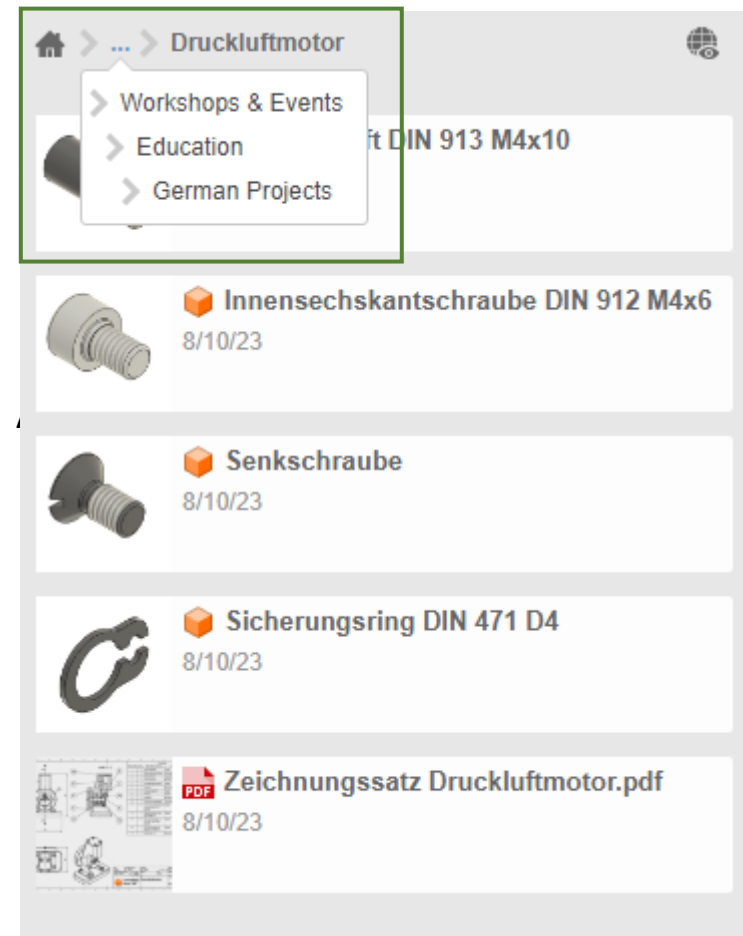 ... Druckluftmotor
Workshops & Events
Education
German Projects
DIN 913 M4x10
Innensechskantschraube DIN 912 M4x6
8/10/23
Senkschraube
8/10/23
Sicherungsring DIN 471 D4
8/10/23
PDF Zeichnungssatz Druckluftmotor.pdf
8/10/23